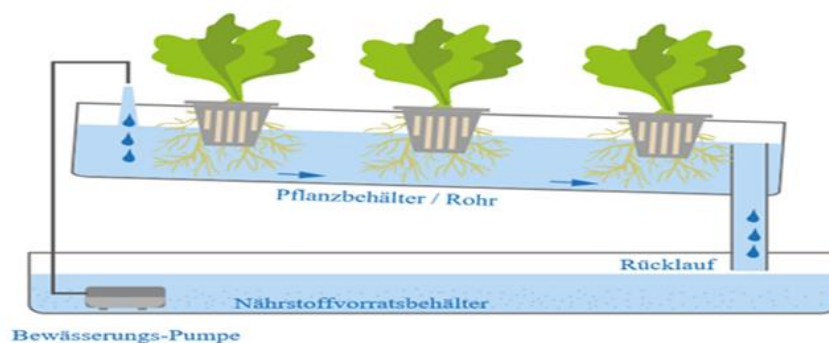 Pflanzbehälter / Rohr
Rücklauf
Nährstoffvorratsbehälter
Bewässerungs-Pumpe